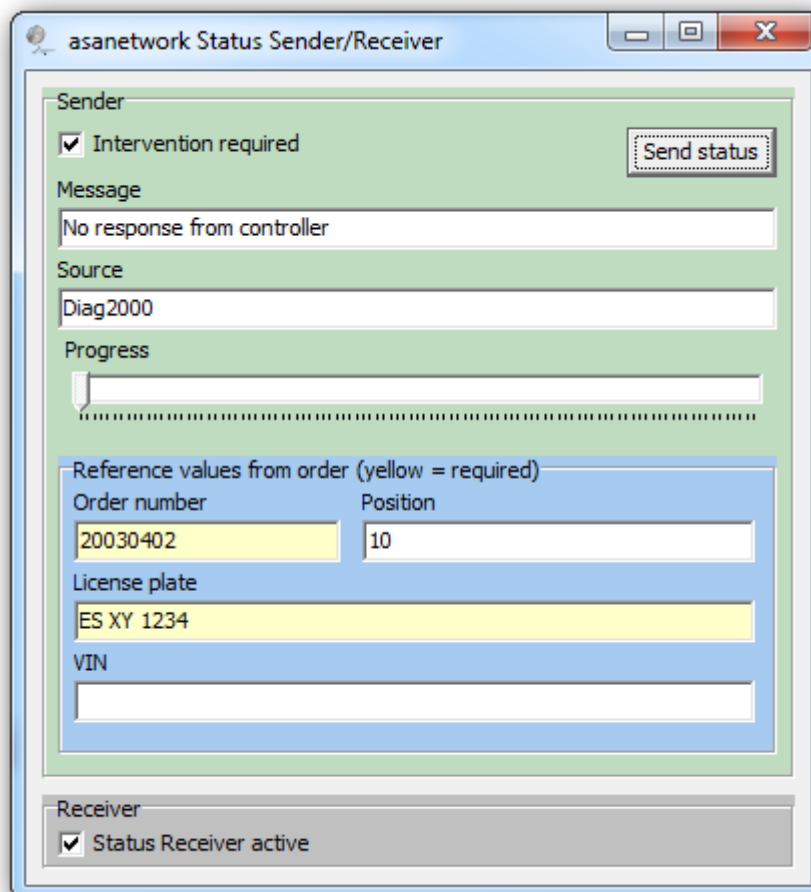 asanetwork Status Sender/Receiver
Sender
Intervention required
Send status
Message
No response from controller
Source
Diag2000
Progress
Reference values from order (yellow = required)
Order number Position
20030402 10
License plate
ES XY 1234
VIN
Receiver
Status Receiver active